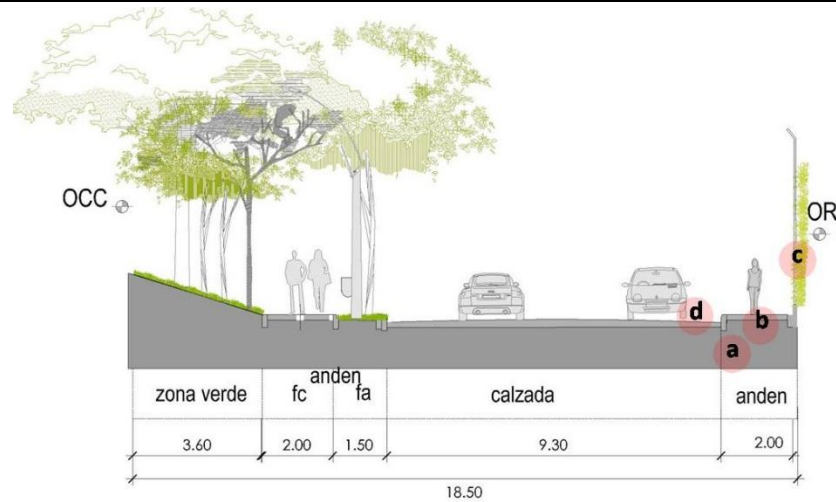 OCC
OR
c
d
b
a
anden
zona verde
fc
fa
calzada
anden
3.60
2.00
1.50
9.30
2.00
18.50